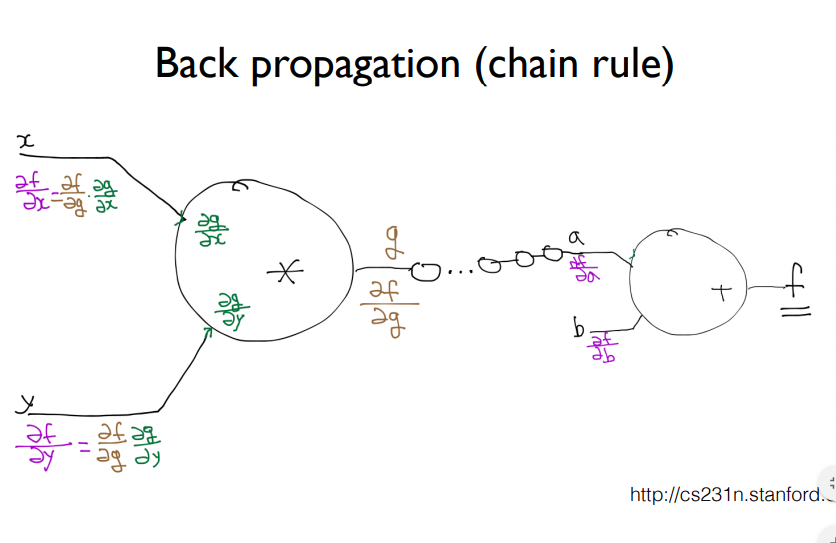 Back propagation (chain rule)
x
∂f/∂x = ∂f/∂g · ∂g/∂x
∂g/∂x
*
∂g/∂y
g
∂f/∂g
...
a
∂f/∂a
b
∂f/∂b
+
f
y
∂f/∂y = ∂f/∂g ∂g/∂y
http://cs231n.stanford.